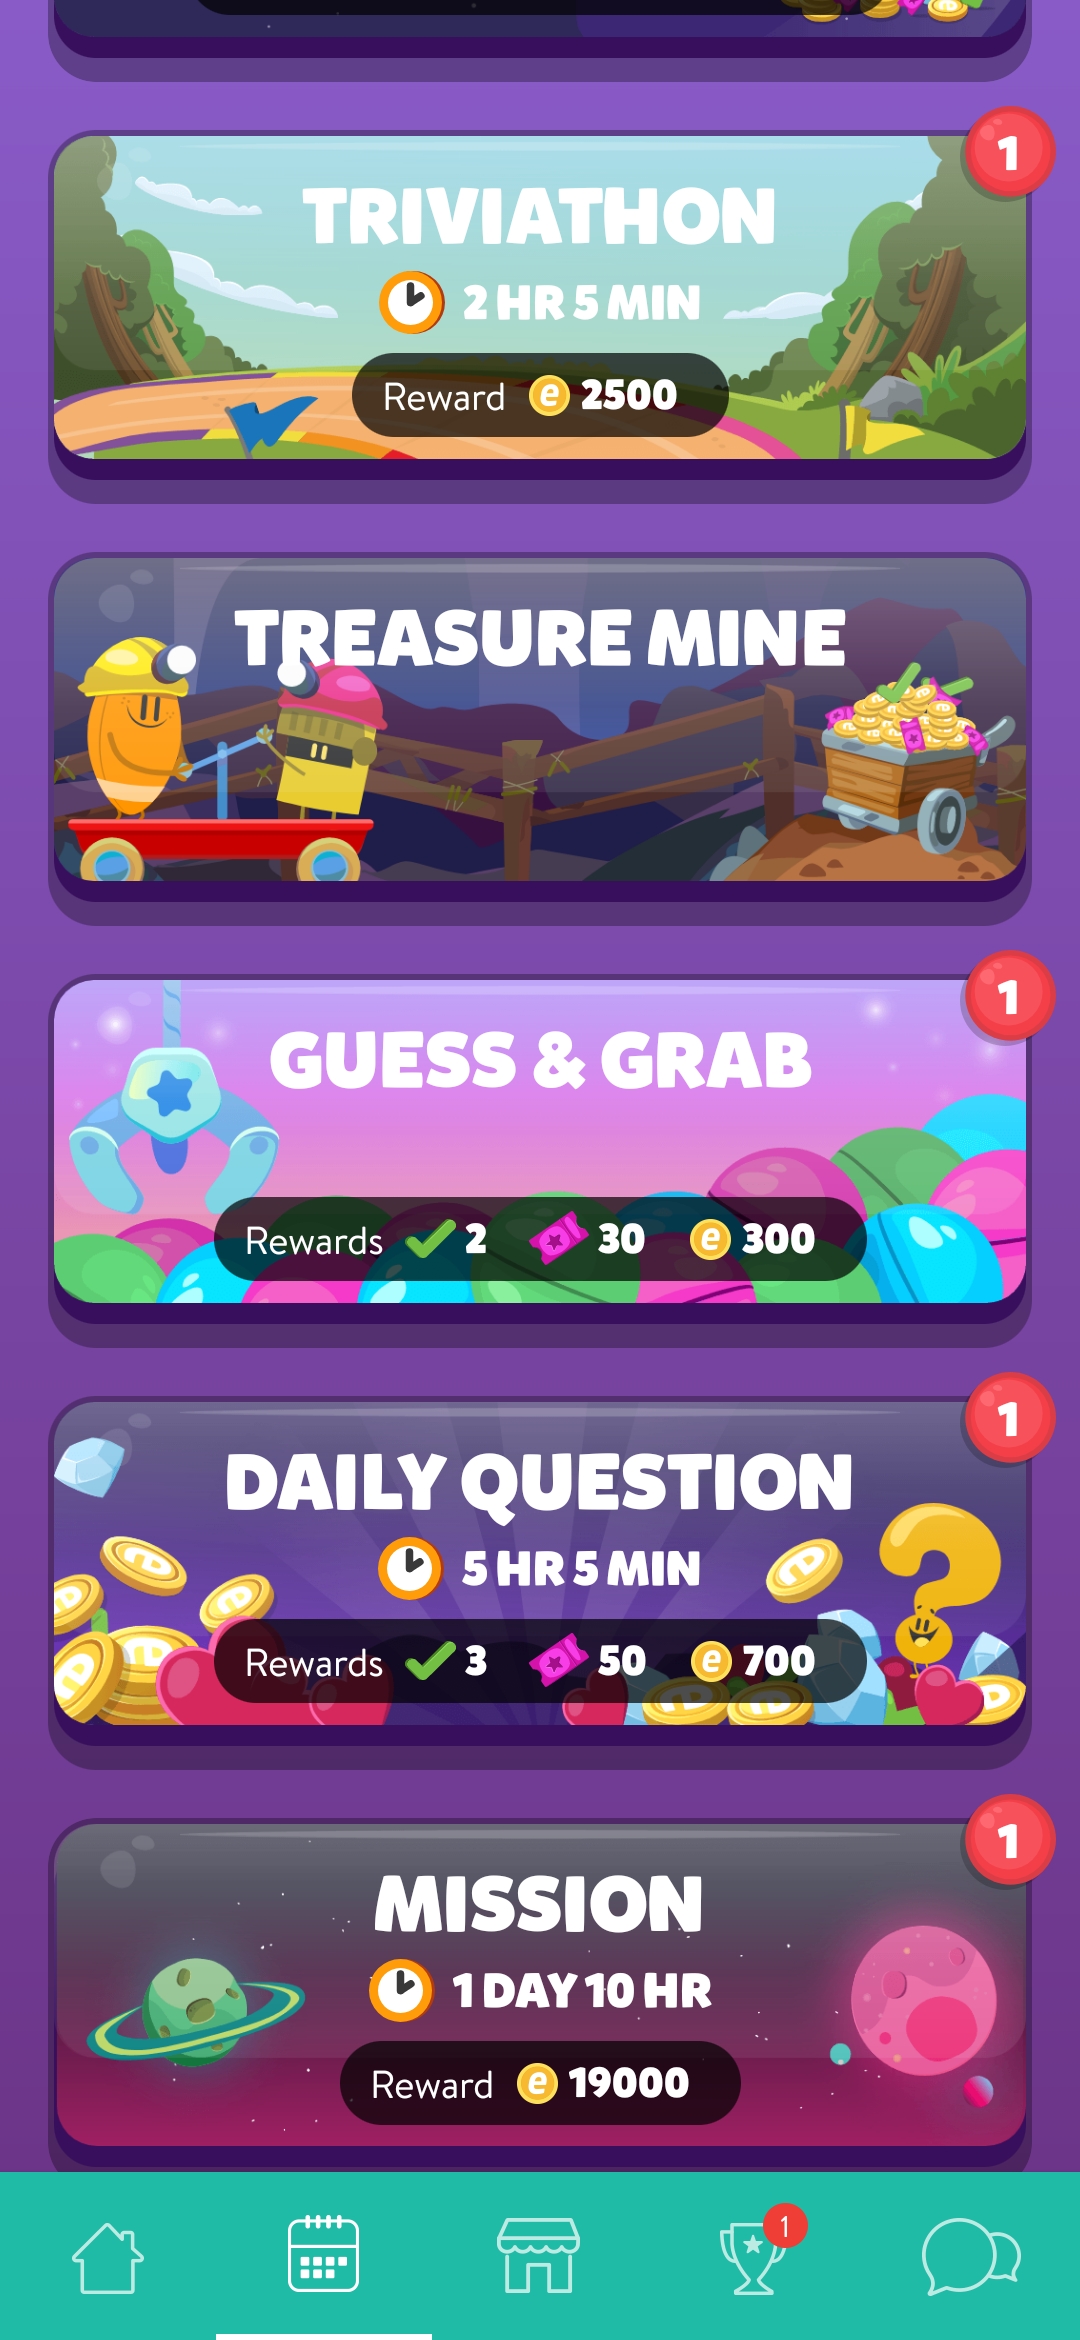 1
TRIVIATHON
2 HR 5 MIN
Reward e 2500
TREASURE MINE
1
GUESS & GRAB
Rewards 2 30 e 300
1
DAILY QUESTION
5 HR 5 MIN
Rewards 3 50 e 700
1
MISSION
1 DAY 10 HR
Reward e 19000
1